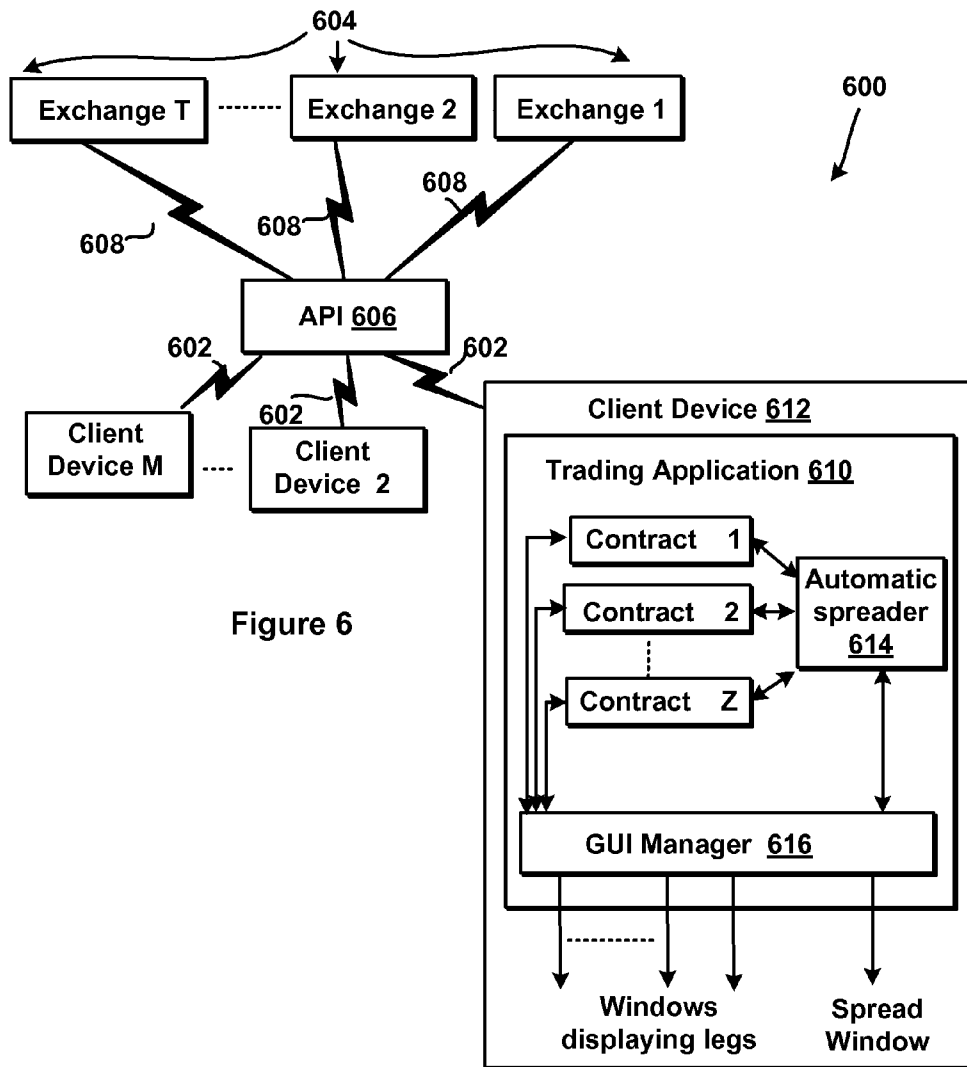 604
Exchange T
Exchange 2
Exchange 1
600
608
608
608
API 606
602
602
602
Client
Device M
Client
Device 2
Client Device 612
Trading Application 610
Contract 1
Contract 2
Contract Z
Automatic
spreader
614
Figure 6
GUI Manager 616
Windows
displaying legs
Spread
Window